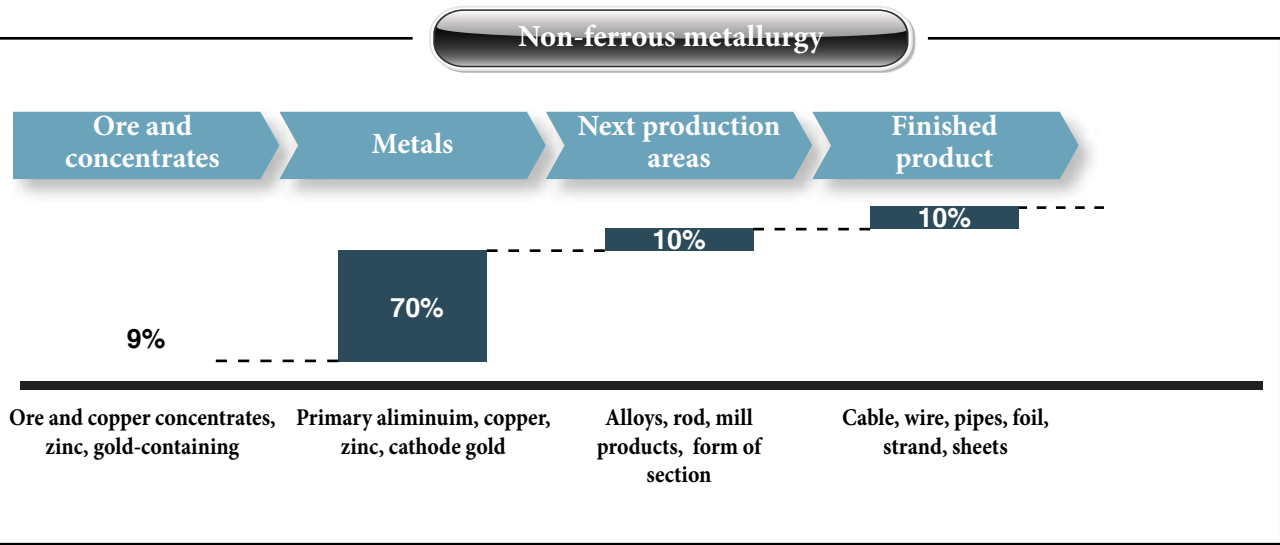 Non-ferrous metallurgy
Ore and
concentrates
Metals
Next production
areas
Finished
product
9%
70%
10%
10%
Ore and copper concentrates,
zinc, gold-containing
Primary aliminuim, copper,
zinc, cathode gold
Alloys, rod, mill
products, form of
section
Cable, wire, pipes, foil,
strand, sheets